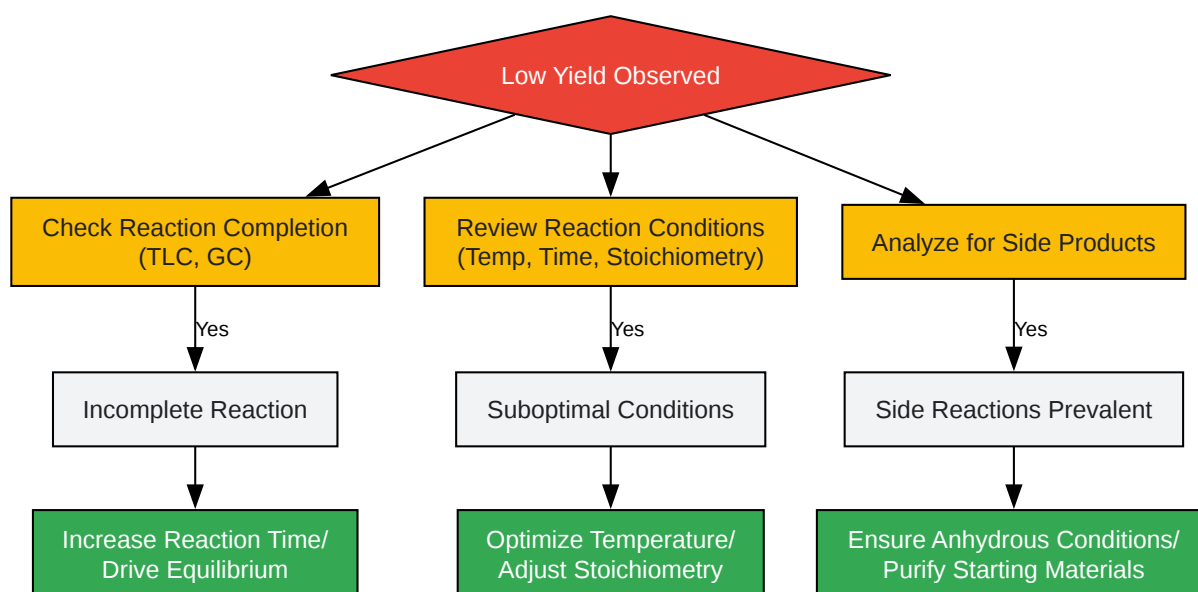 Low Yield Observed
Check Reaction Completion
(TLC, GC)
Review Reaction Conditions
(Temp, Time, Stoichiometry)
Analyze for Side Products
Yes
Yes
Yes
Incomplete Reaction
Suboptimal Conditions
Side Reactions Prevalent
Increase Reaction Time/
Drive Equilibrium
Optimize Temperature/
Adjust Stoichiometry
Ensure Anhydrous Conditions/
Purify Starting Materials